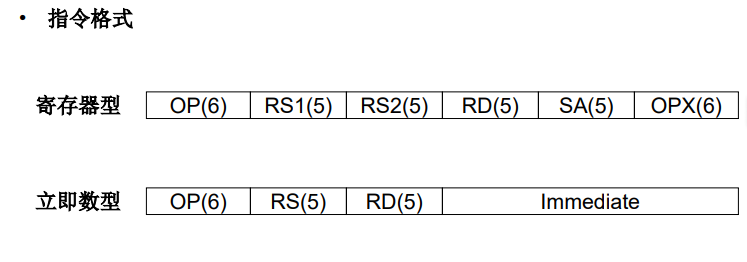 • 指令格式
寄存器型 OP(6) RS1(5) RS2(5) RD(5) SA(5) OPX(6)
立即数型 OP(6) RS(5) RD(5) Immediate